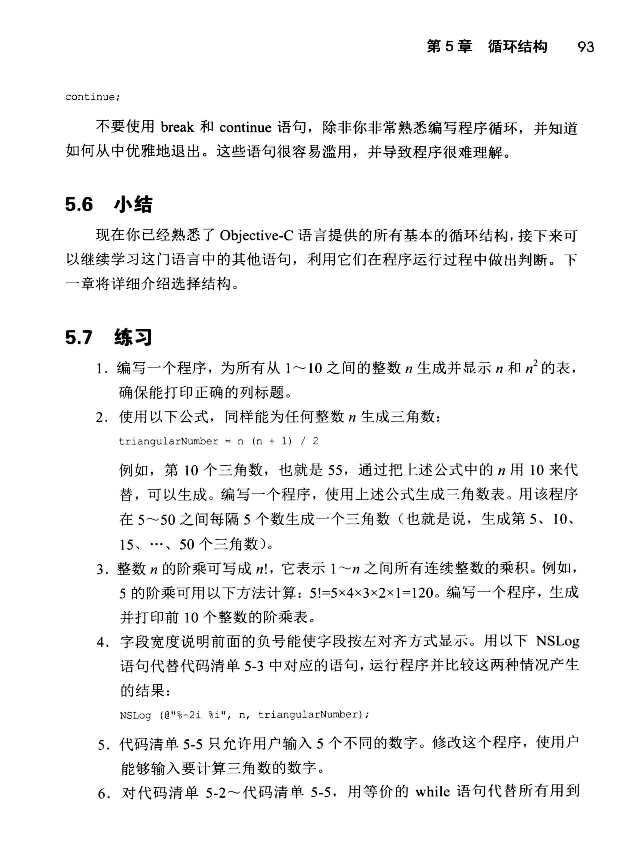 第 5 章 循环结构 93
continue;
不要使用 break 和 continue 语句，除非你非常熟悉编写程序循环，并知道
如何从中优雅地退出。这些语句很容易滥用，并导致程序很难理解。
5.6 小结
现在你已经熟悉了 Objective-C 语言提供的所有基本的循环结构，接下来可
以继续学习这门语言中的其他语句，利用它们在程序运行过程中做出判断。下
一章将详细介绍选择结构。
5.7 练习
1．编写一个程序，为所有从 1～10 之间的整数 n 生成并显示 n 和 n² 的表，
确保能打印正确的列标题。
2．使用以下公式，同样能为任何整数 n 生成三角数：
triangularNumber = n (n + 1) / 2
例如，第 10 个三角数，也就是 55，通过把上述公式中的 n 用 10 来代
替，可以生成。编写一个程序，使用上述公式生成三角数表。用该程序
在 5～50 之间每隔 5 个数生成一个三角数（也就是说，生成第 5、10、
15、…、50 个三角数）。
3．整数 n 的阶乘可写成 n!，它表示 1～n 之间所有连续整数的乘积。例如，
5 的阶乘可用以下方法计算：5!=5×4×3×2×1=120。编写一个程序，生成
并打印前 10 个整数的阶乘表。
4．字段宽度说明前面的负号能使字段按左对齐方式显示。用以下 NSLog
语句代替代码清单 5-3 中对应的语句，运行程序并比较这两种情况产生
的结果：
NSLog (@"%-2i %i", n, triangularNumber);
5．代码清单 5-5 只允许用户输入 5 个不同的数字。修改这个程序，使用户
能够输入要计算三角数的数字。
6．对代码清单 5-2～代码清单 5-5，用等价的 while 语句代替所有用到